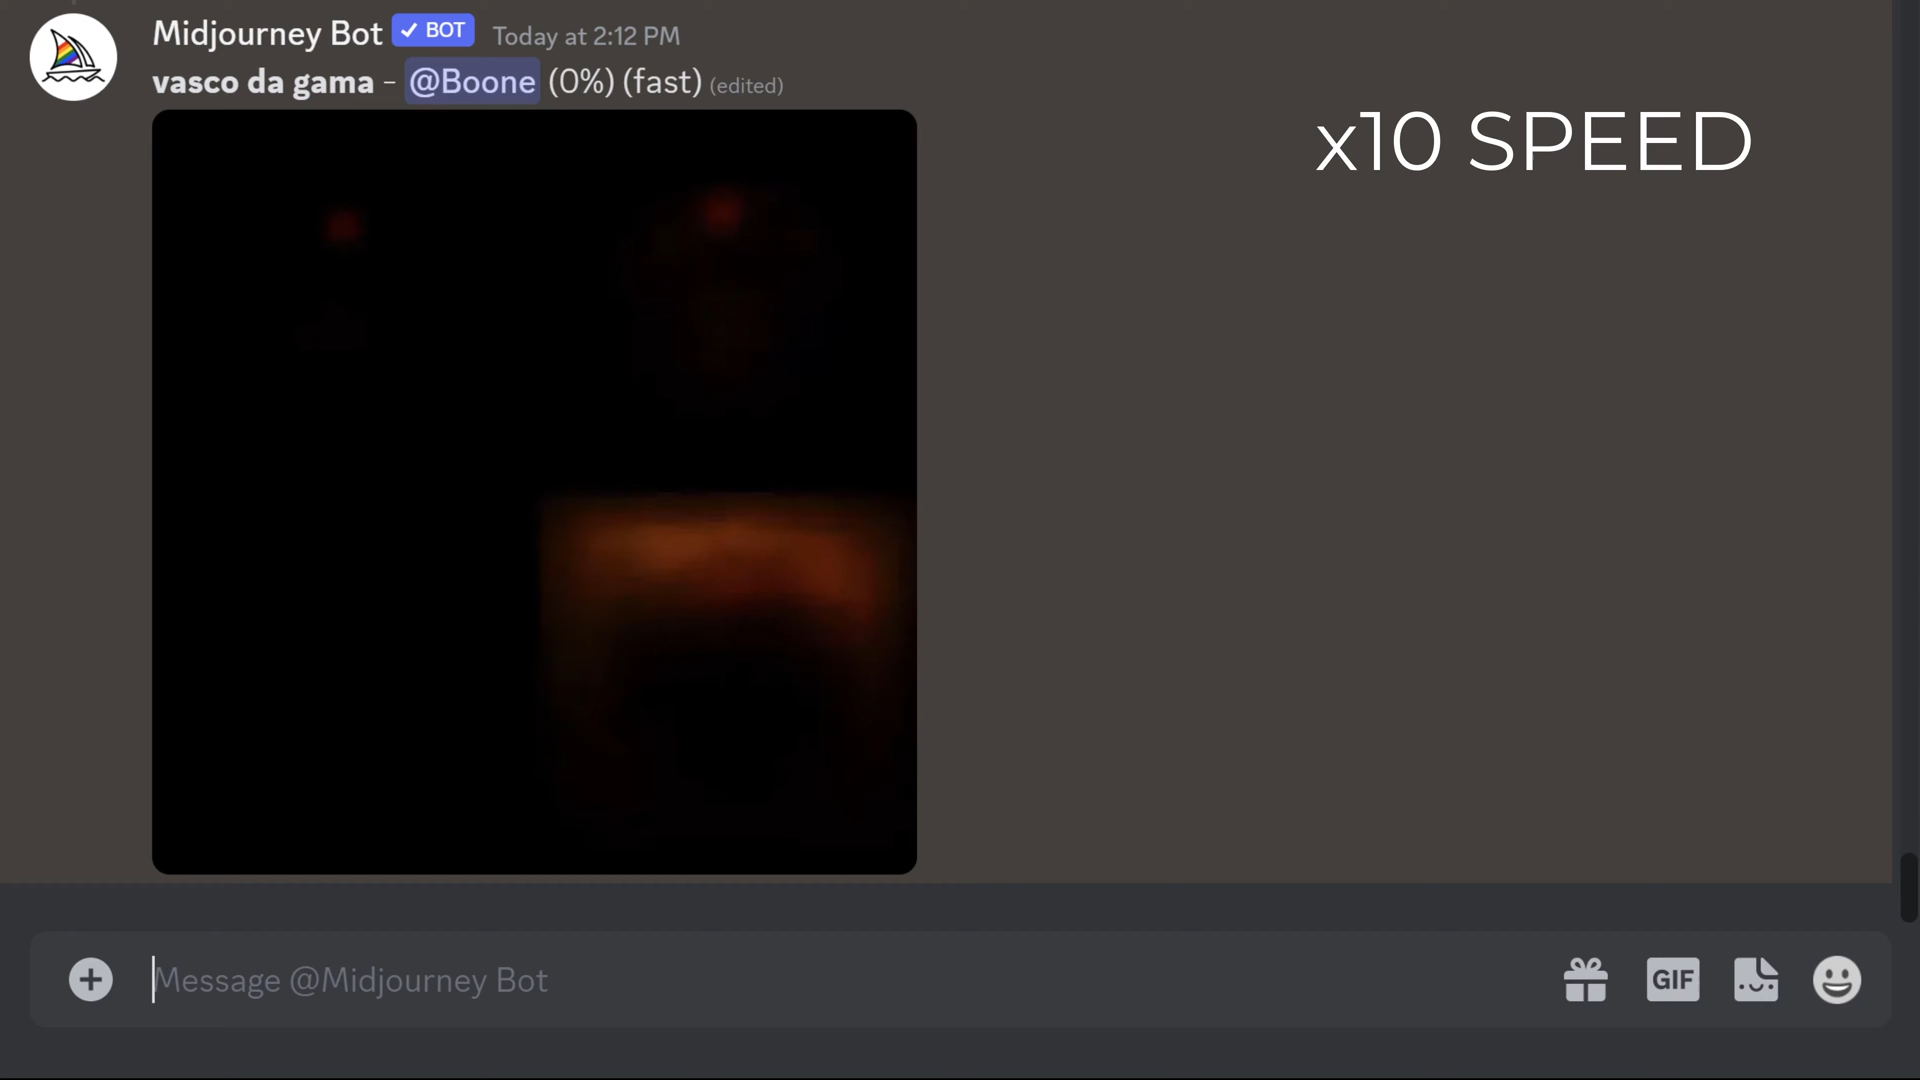 Midjourney Bot ✓ BOT Today at 2:12 PM
vasco da gama - @Boone (0%) (fast) (edited)
x10 SPEED
Message @Midjourney Bot
GIF